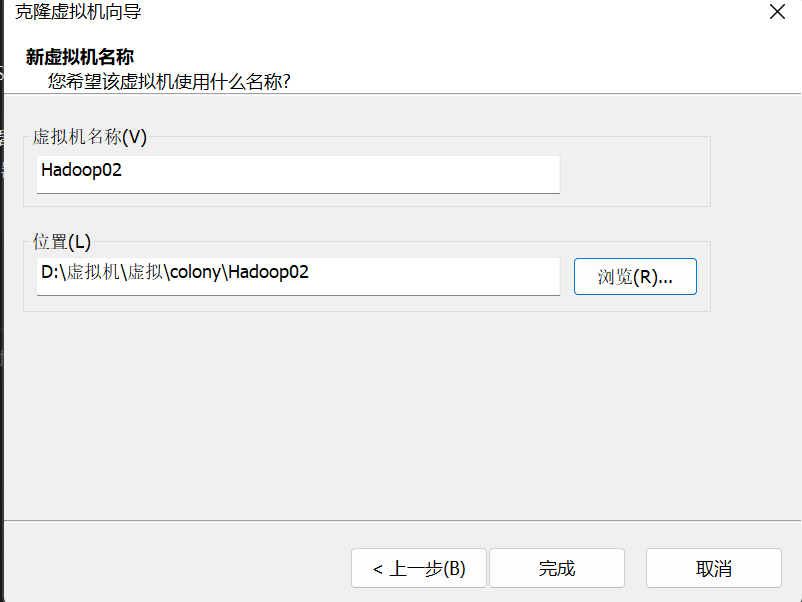 克隆虚拟机向导
新虚拟机名称
您希望该虚拟机使用什么名称?
虚拟机名称(V)
Hadoop02
位置(L)
D:\虚拟机\虚拟\colony\Hadoop02
浏览(R)...
< 上一步(B)
完成
取消